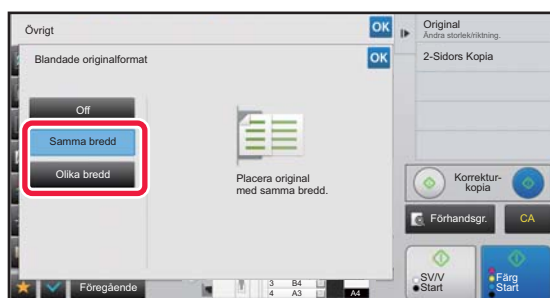 Övrigt
OK
Blandade originalformat
OK
Off
Samma bredd
Olika bredd
Placera original
med samma bredd.
Original
Ändra storlek/riktning.
2-Sidors Kopia
Korrektur-
kopia
Förhandsgr.
CA
SV/V
Start
Färg
Start
Föregående
3 B4
4 A3
A4